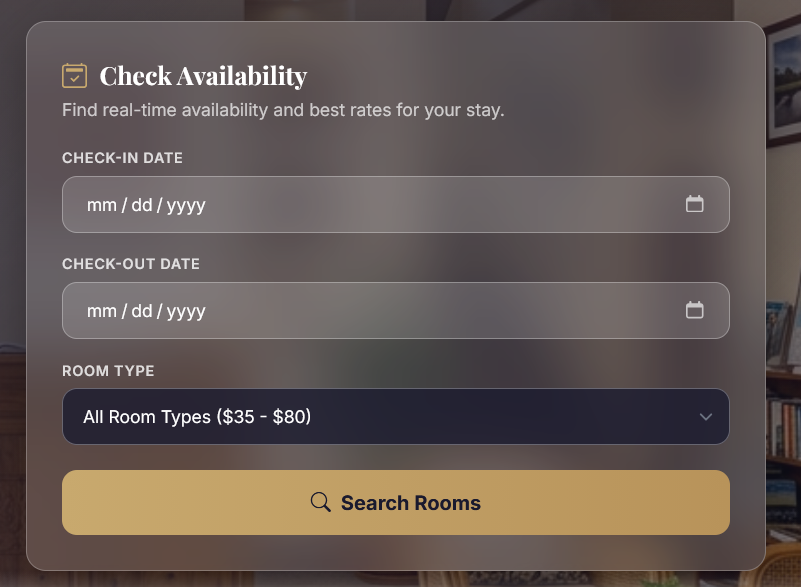 Check Availability
Find real-time availability and best rates for your stay.
CHECK-IN DATE
mm / dd / yyyy
CHECK-OUT DATE
mm / dd / yyyy
ROOM TYPE
All Room Types ($35 - $80)
Search Rooms